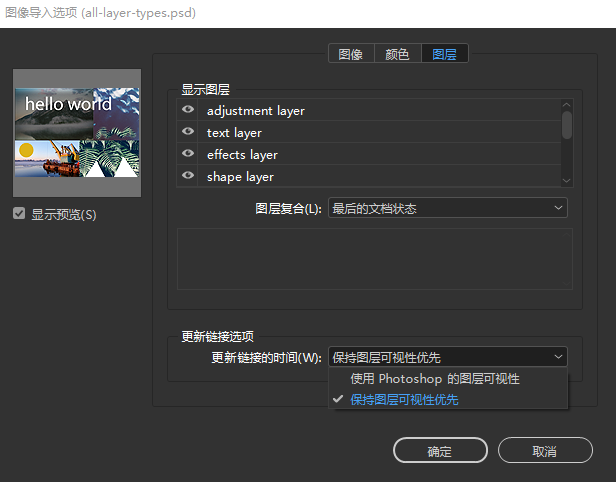 图像导入选项 (all-layer-types.psd)
图像
颜色
图层
hello world
显示预览(S)
显示图层
adjustment layer
text layer
effects layer
shape layer
图层复合(L):
最后的文档状态
更新链接选项
更新链接的时间(W):
保持图层可视性优先
使用 Photoshop 的图层可视性
保持图层可视性优先
确定
取消